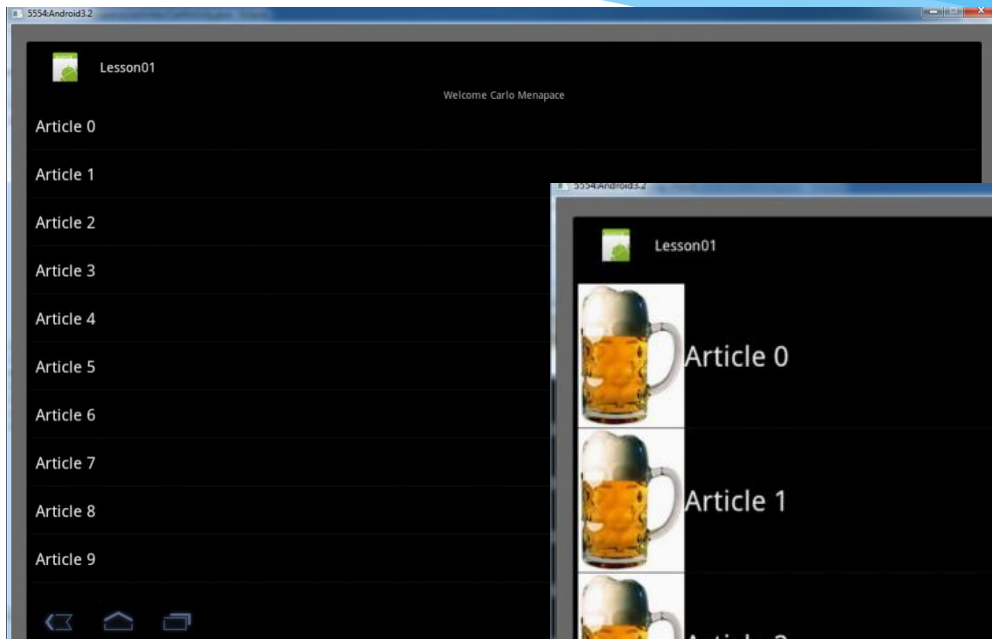 5554:Android3.2
Lesson01
Welcome Carlo Menapace
Article 0
Article 1
Article 2
Article 3
Article 4
Article 5
Article 6
Article 7
Article 8
Article 9
5554:Android3.2
Lesson01
Article 0
Article 1